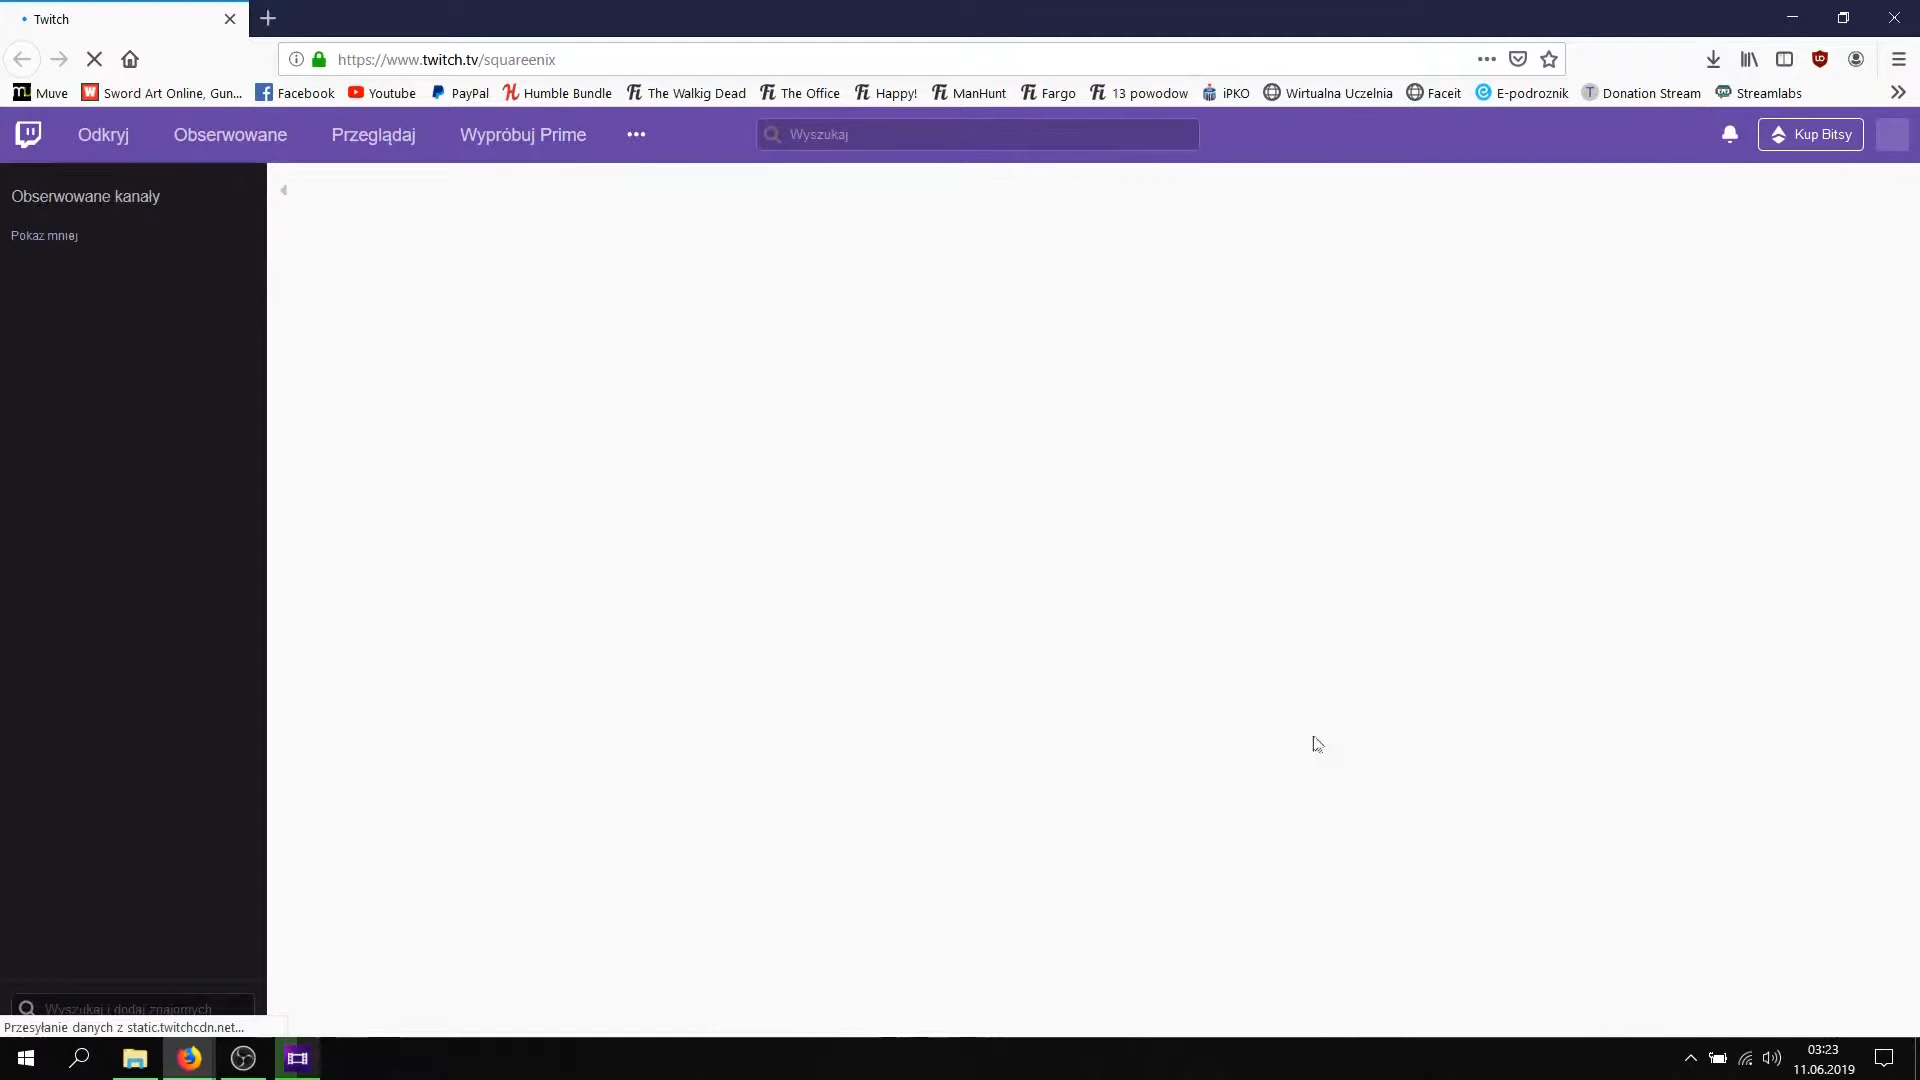 Twitch
https://www.twitch.tv/squareenix
Muve Sword Art Online, Gun... Facebook Youtube PayPal Humble Bundle The Walkig Dead The Office Happy! ManHunt Fargo 13 powodow iPKO Wirtualna Uczelnia Faceit E-podroznik Donation Stream Streamlabs
Odkryj Obserwowane Przeglądaj Wypróbuj Prime Wyszukaj Kup Bitsy
Obserwowane kanały
Pokaż mniej
Wyszukaj i dodaj znajomych
Przesyłanie danych z static.twitchcdn.net...
03:23
11.06.2019